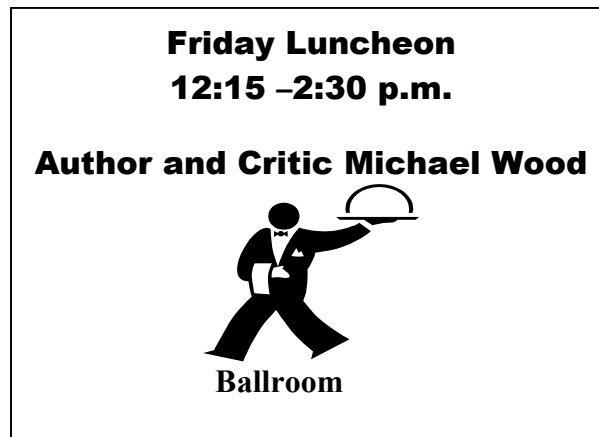 Friday Luncheon
12:15 –2:30 p.m.
Author and Critic Michael Wood
Ballroom